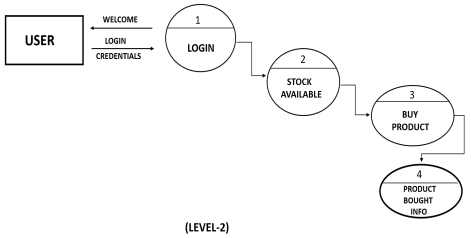 WELCOME
USER
LOGIN
CREDENTIALS
1
LOGIN
2
STOCK
AVAILABLE
3
BUY
PRODUCT
4
PRODUCT
BOUGHT
INFO
(LEVEL-2)